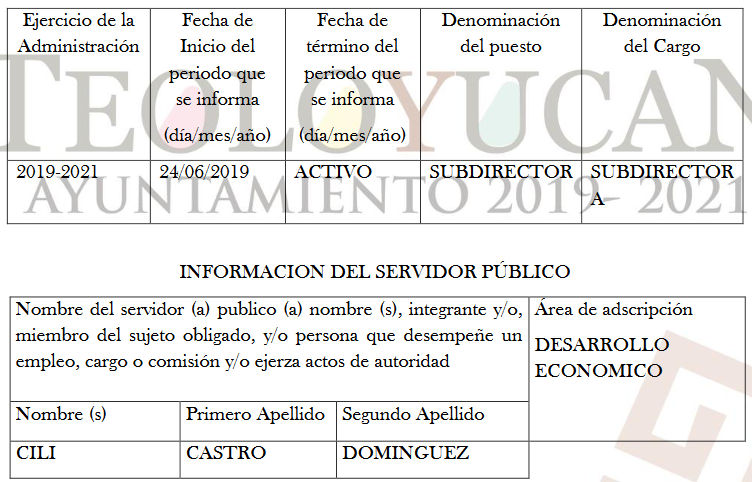 Ejercicio de la Administración
Fecha de Inicio del periodo que se informa (día/mes/año)
Fecha de término del periodo que se informa (día/mes/año)
Denominación del puesto
Denominación del Cargo
TEOLOYUCAN
2019-2021
24/06/2019
ACTIVO
SUBDIRECTOR
SUBDIRECTORA
AYUNTAMIENTO 2019- 2021
INFORMACION DEL SERVIDOR PÚBLICO
Nombre del servidor (a) publico (a) nombre (s), integrante y/o,
miembro del sujeto obligado, y/o persona que desempeñe un
empleo, cargo o comisión y/o ejerza actos de autoridad
Área de adscripción
DESARROLLO
ECONOMICO
Nombre (s)
Primero Apellido
Segundo Apellido
CILI
CASTRO
DOMINGUEZ